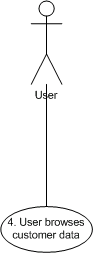 User
4. User browses
customer data